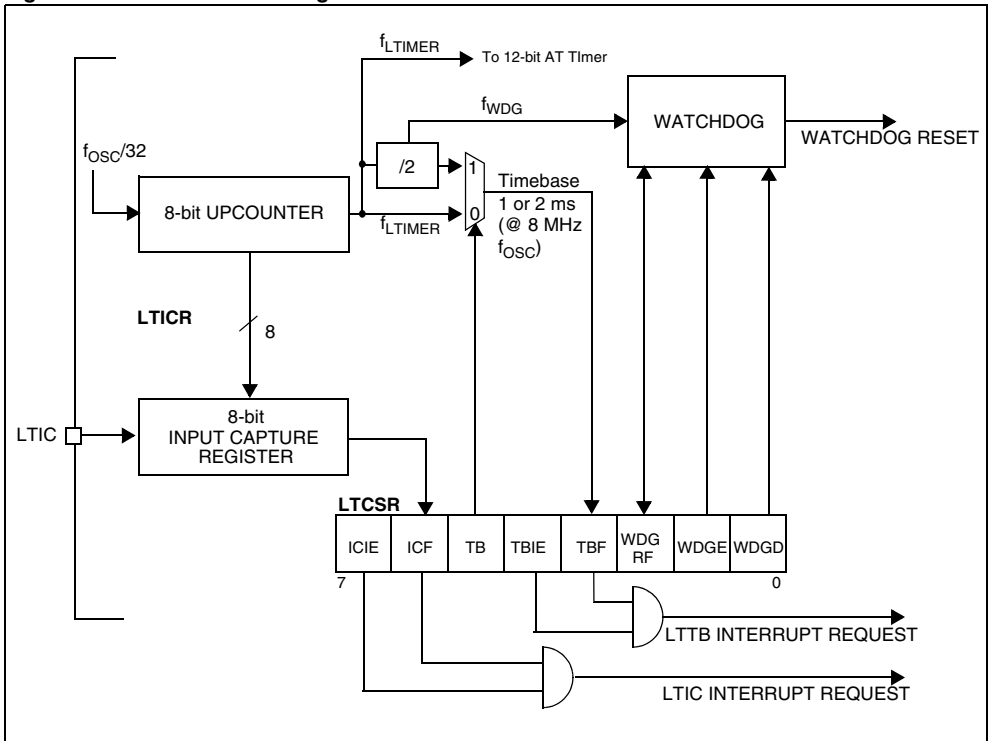 fLTIMER
To 12-bit AT TImer
fWDG
WATCHDOG
WATCHDOG RESET
fOSC/32
/2
1
0
Timebase
1 or 2 ms
(@ 8 MHz
fOSC)
8-bit UPCOUNTER
fLTIMER
LTICR
8
LTIC
8-bit
INPUT CAPTURE
REGISTER
LTCSR
ICIE ICF TB TBIE TBF WDG RF WDGE WDGD
7 0
LTTB INTERRUPT REQUEST
LTIC INTERRUPT REQUEST